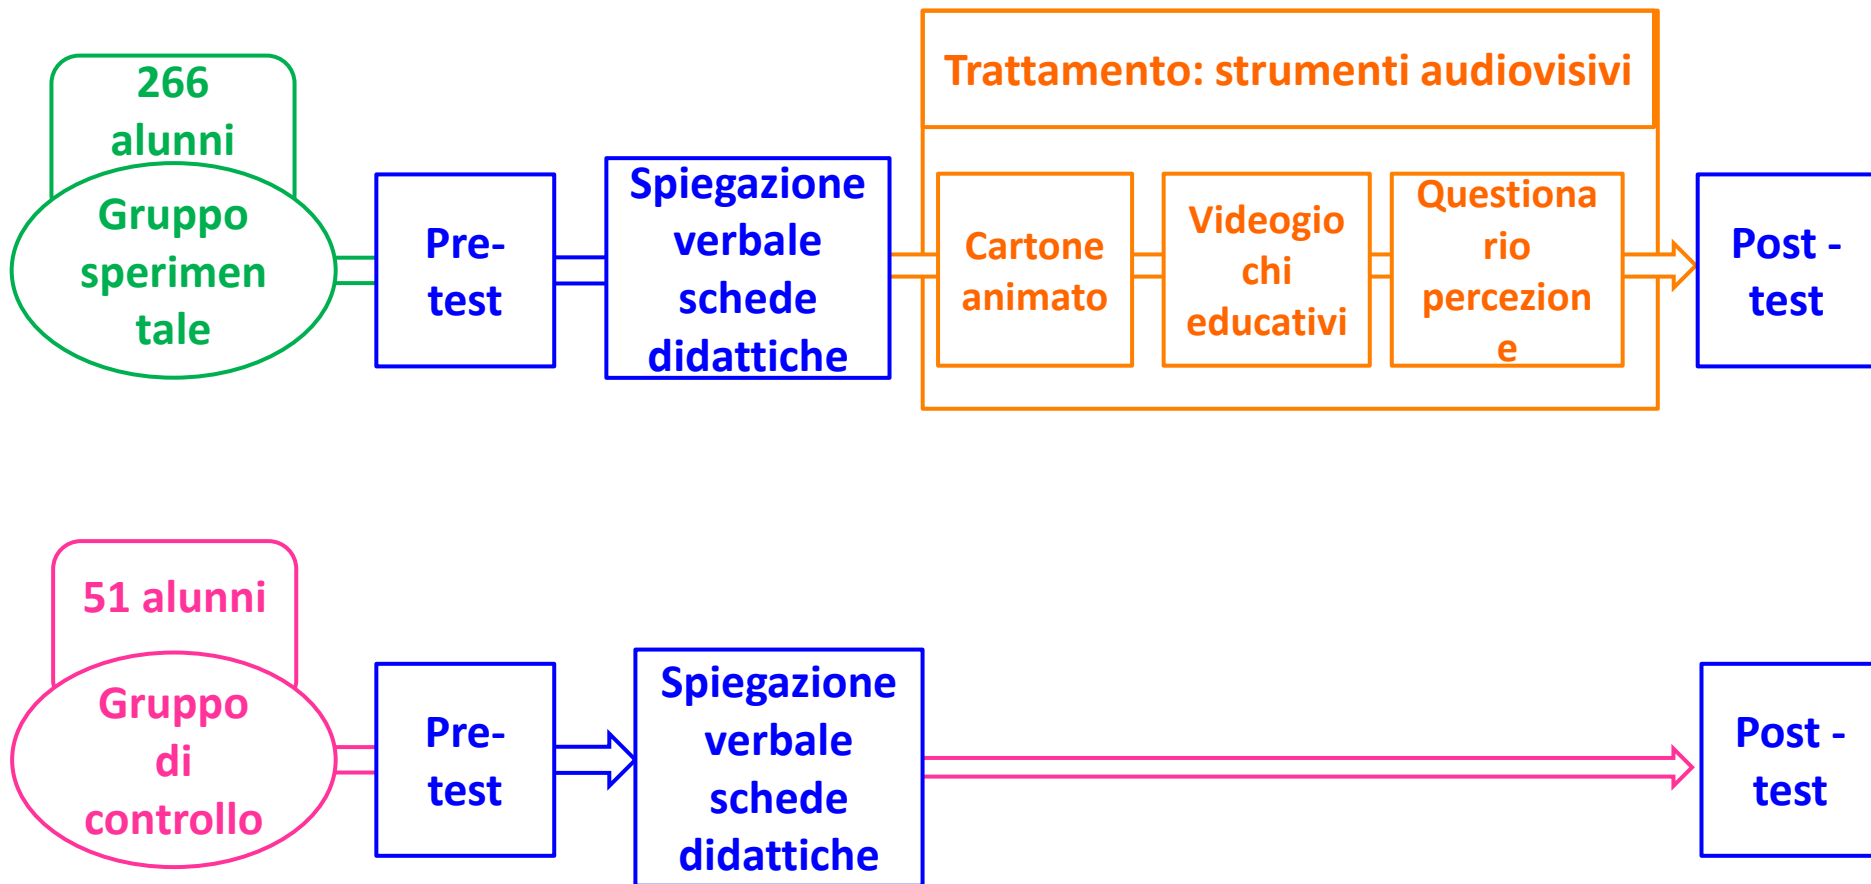 266
alunni
Gruppo
sperimen
tale
Pre-
test
Spiegazione
verbale
schede
didattiche
Trattamento: strumenti audiovisivi
Cartone
animato
Videogio
chi
educativi
Questiona
rio
percezion
e
Post -
test
51 alunni
Gruppo
di
controllo
Pre-
test
Spiegazione
verbale
schede
didattiche
Post -
test